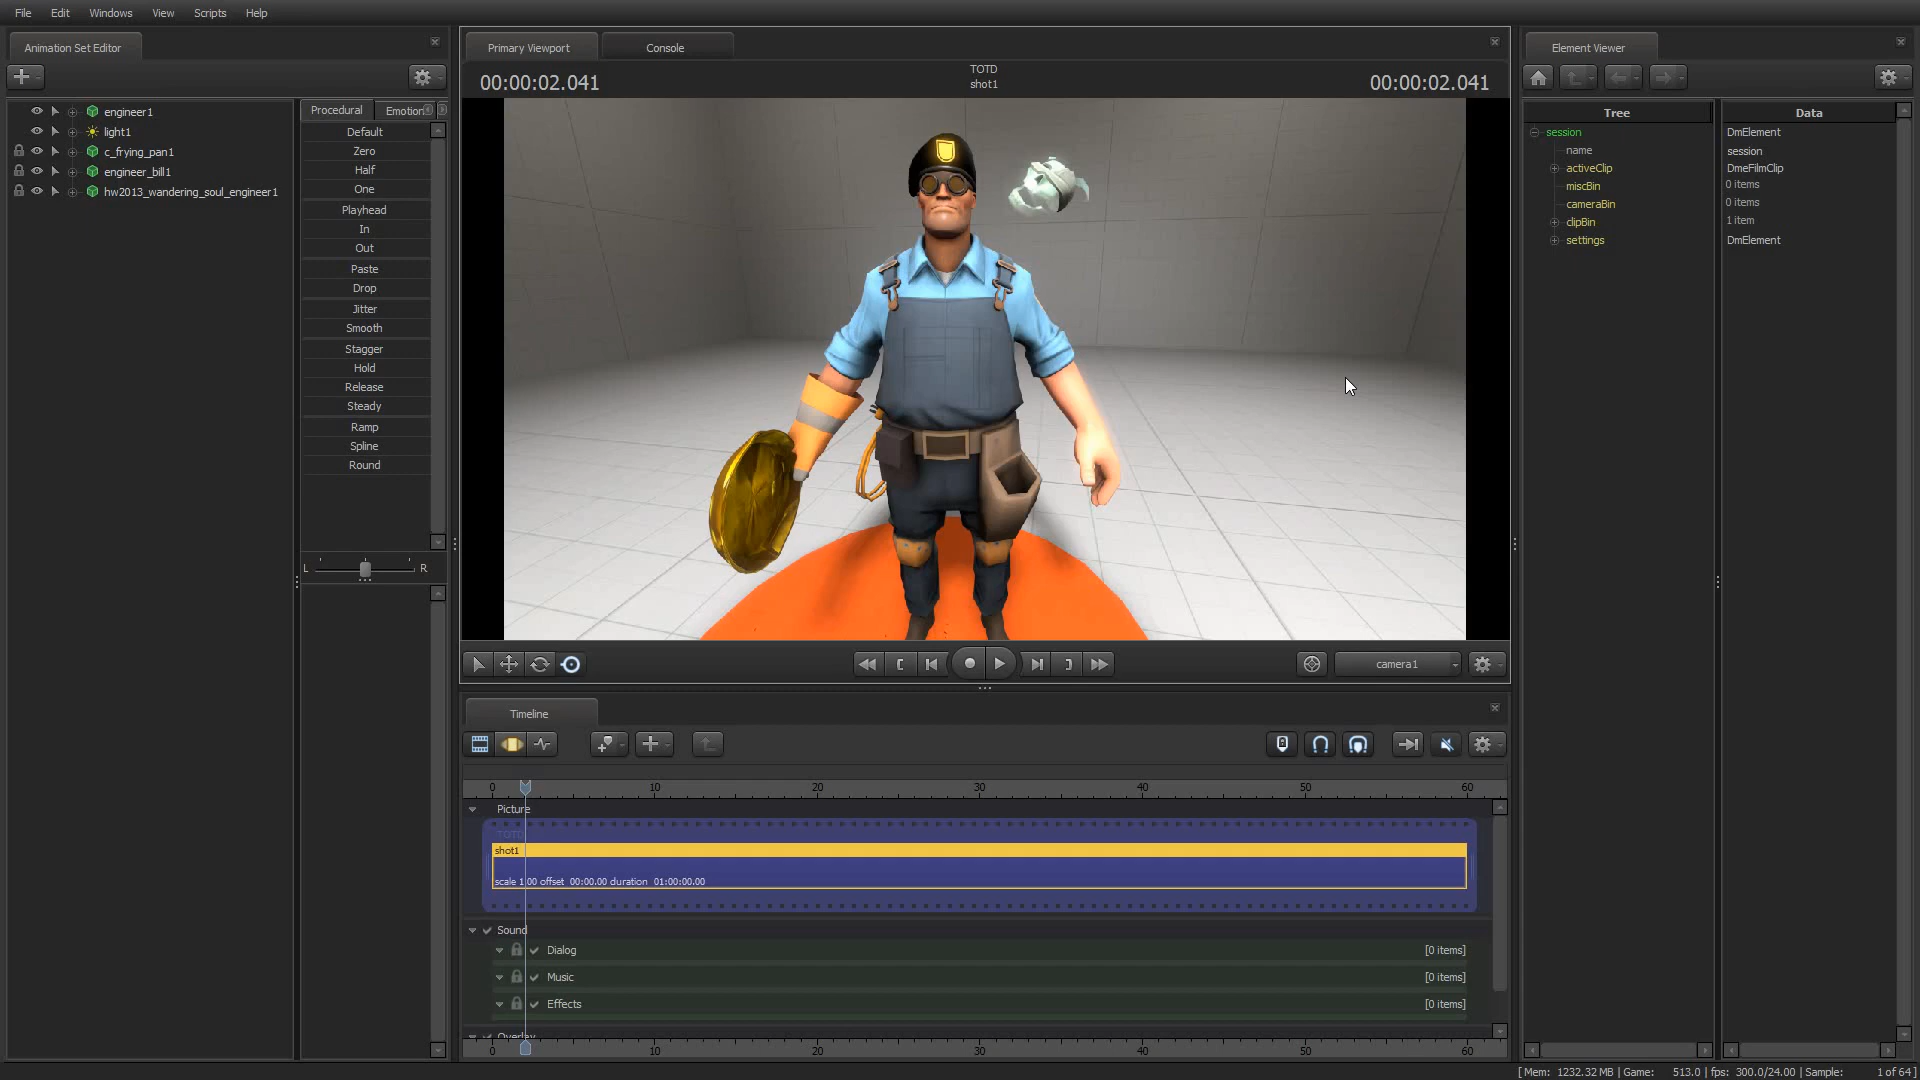 File Edit Windows View Scripts Help
Animation Set Editor
engineer1
light1
c_frying_pan1
engineer_bill1
hw2013_wandering_soul_engineer1
Procedural Emotion
Default
Zero
Half
One
Playhead
In
Out
Paste
Drop
Jitter
Smooth
Stagger
Hold
Release
Steady
Ramp
Spline
Round
L R
Primary Viewport Console
00:00:02.041 TOTD 00:00:02.041
shot1
camera1
Timeline
0 10 20 30 40 50 60
Picture
TOTD
shot1
scale 1.00 offset 00:00.00 duration 01:00:00.00
Sound
Dialog [0 items]
Music [0 items]
Effects [0 items]
Overlay
0 10 20 30 40 50 60
Element Viewer
Tree Data
session DmElement
name session
activeClip DmeFilmClip
miscBin 0 items
cameraBin 0 items
clipBin 1 item
settings DmElement
[ Mem: 1232.32 MB | Game: 513.0 | fps: 300.0/24.00 | Sample: 1 of 64 ]